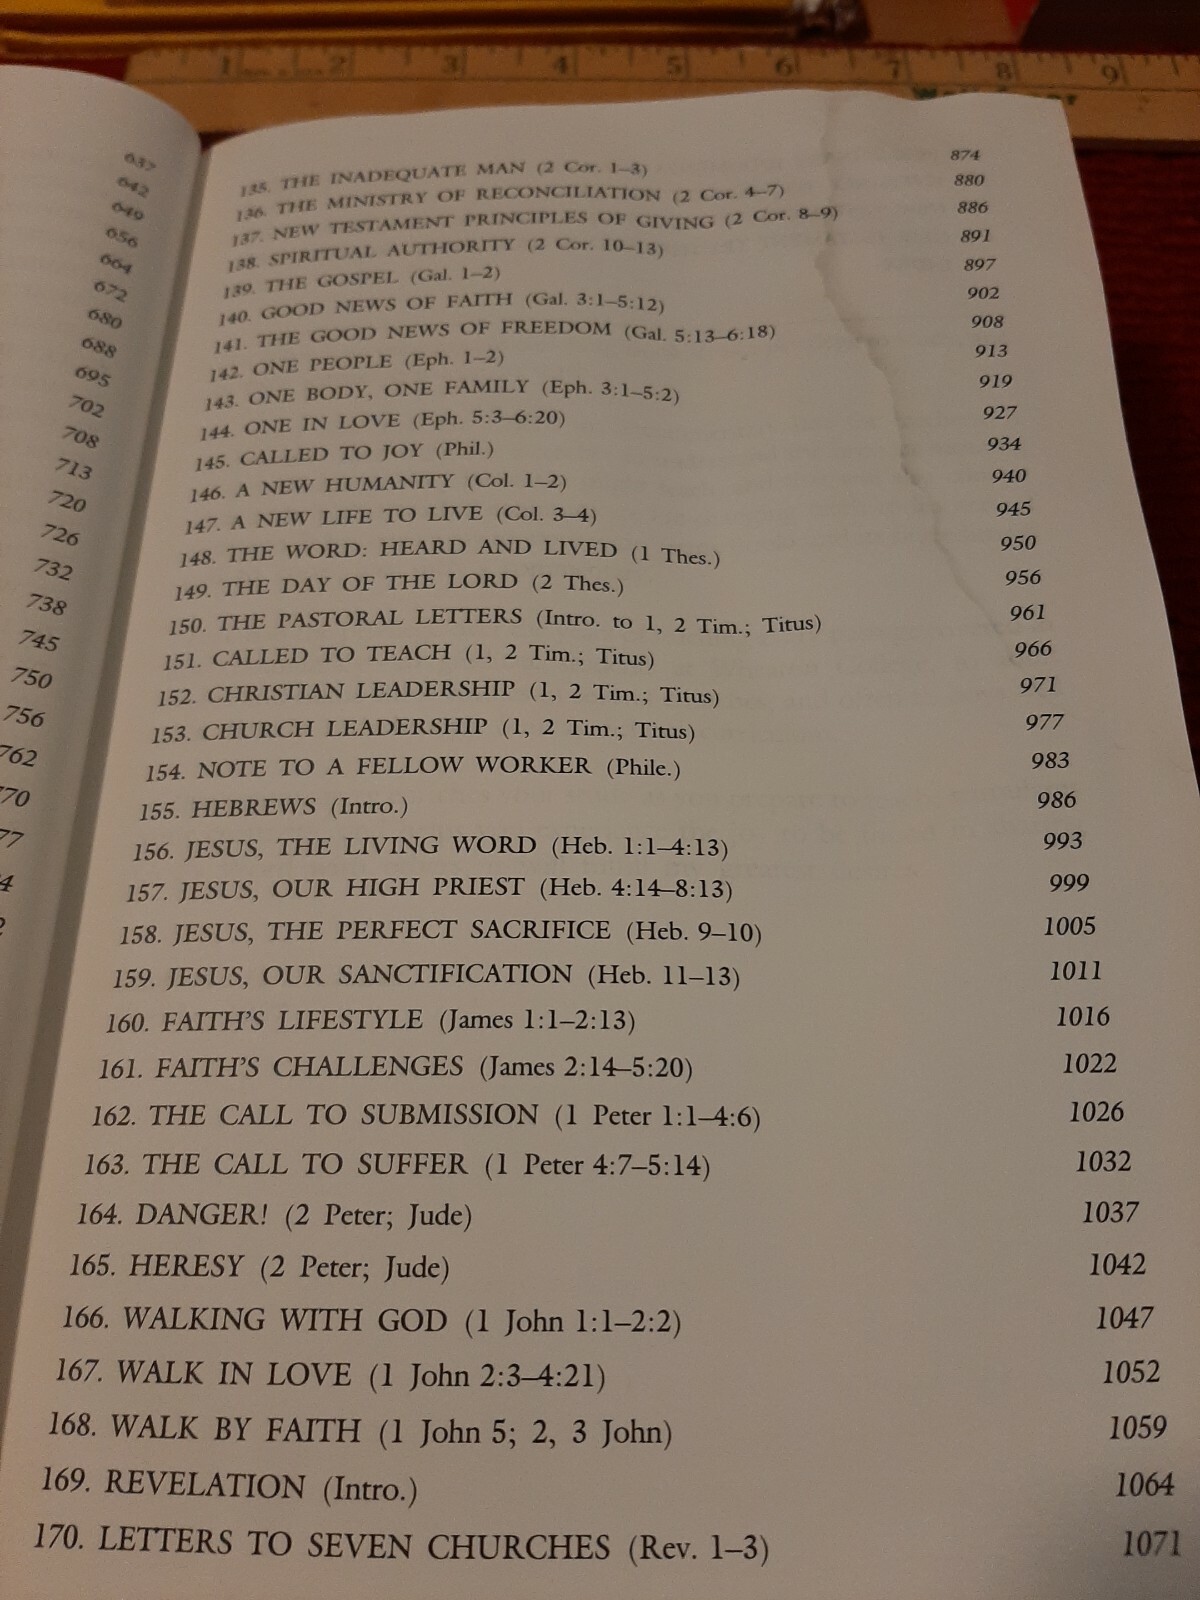 1 2 3 4 5 6 7 8 9
637
642
649
656
664
672
680
688
695
702
708
713
720
726
732
738
745
750
756
762
70
77
4
2
135. THE INADEQUATE MAN (2 Cor. 1–3) 874
136. THE MINISTRY OF RECONCILIATION (2 Cor. 4–7) 880
137. NEW TESTAMENT PRINCIPLES OF GIVING (2 Cor. 8–9) 886
138. SPIRITUAL AUTHORITY (2 Cor. 10–13) 891
139. THE GOSPEL (Gal. 1–2) 897
140. GOOD NEWS OF FAITH (Gal. 3:1–5:12) 902
141. THE GOOD NEWS OF FREEDOM (Gal. 5:13–6:18) 908
142. ONE PEOPLE (Eph. 1–2) 913
143. ONE BODY, ONE FAMILY (Eph. 3:1–5:2) 919
144. ONE IN LOVE (Eph. 5:3–6:20) 927
145. CALLED TO JOY (Phil.) 934
146. A NEW HUMANITY (Col. 1–2) 940
147. A NEW LIFE TO LIVE (Col. 3–4) 945
148. THE WORD: HEARD AND LIVED (1 Thes.) 950
149. THE DAY OF THE LORD (2 Thes.) 956
150. THE PASTORAL LETTERS (Intro. to 1, 2 Tim.; Titus) 961
151. CALLED TO TEACH (1, 2 Tim.; Titus) 966
152. CHRISTIAN LEADERSHIP (1, 2 Tim.; Titus) 971
153. CHURCH LEADERSHIP (1, 2 Tim.; Titus) 977
154. NOTE TO A FELLOW WORKER (Phile.) 983
155. HEBREWS (Intro.) 986
156. JESUS, THE LIVING WORD (Heb. 1:1–4:13) 993
157. JESUS, OUR HIGH PRIEST (Heb. 4:14–8:13) 999
158. JESUS, THE PERFECT SACRIFICE (Heb. 9–10) 1005
159. JESUS, OUR SANCTIFICATION (Heb. 11–13) 1011
160. FAITH'S LIFESTYLE (James 1:1–2:13) 1016
161. FAITH'S CHALLENGES (James 2:14–5:20) 1022
162. THE CALL TO SUBMISSION (1 Peter 1:1–4:6) 1026
163. THE CALL TO SUFFER (1 Peter 4:7–5:14) 1032
164. DANGER! (2 Peter; Jude) 1037
165. HERESY (2 Peter; Jude) 1042
166. WALKING WITH GOD (1 John 1:1–2:2) 1047
167. WALK IN LOVE (1 John 2:3–4:21) 1052
168. WALK BY FAITH (1 John 5; 2, 3 John) 1059
169. REVELATION (Intro.) 1064
170. LETTERS TO SEVEN CHURCHES (Rev. 1–3) 1071